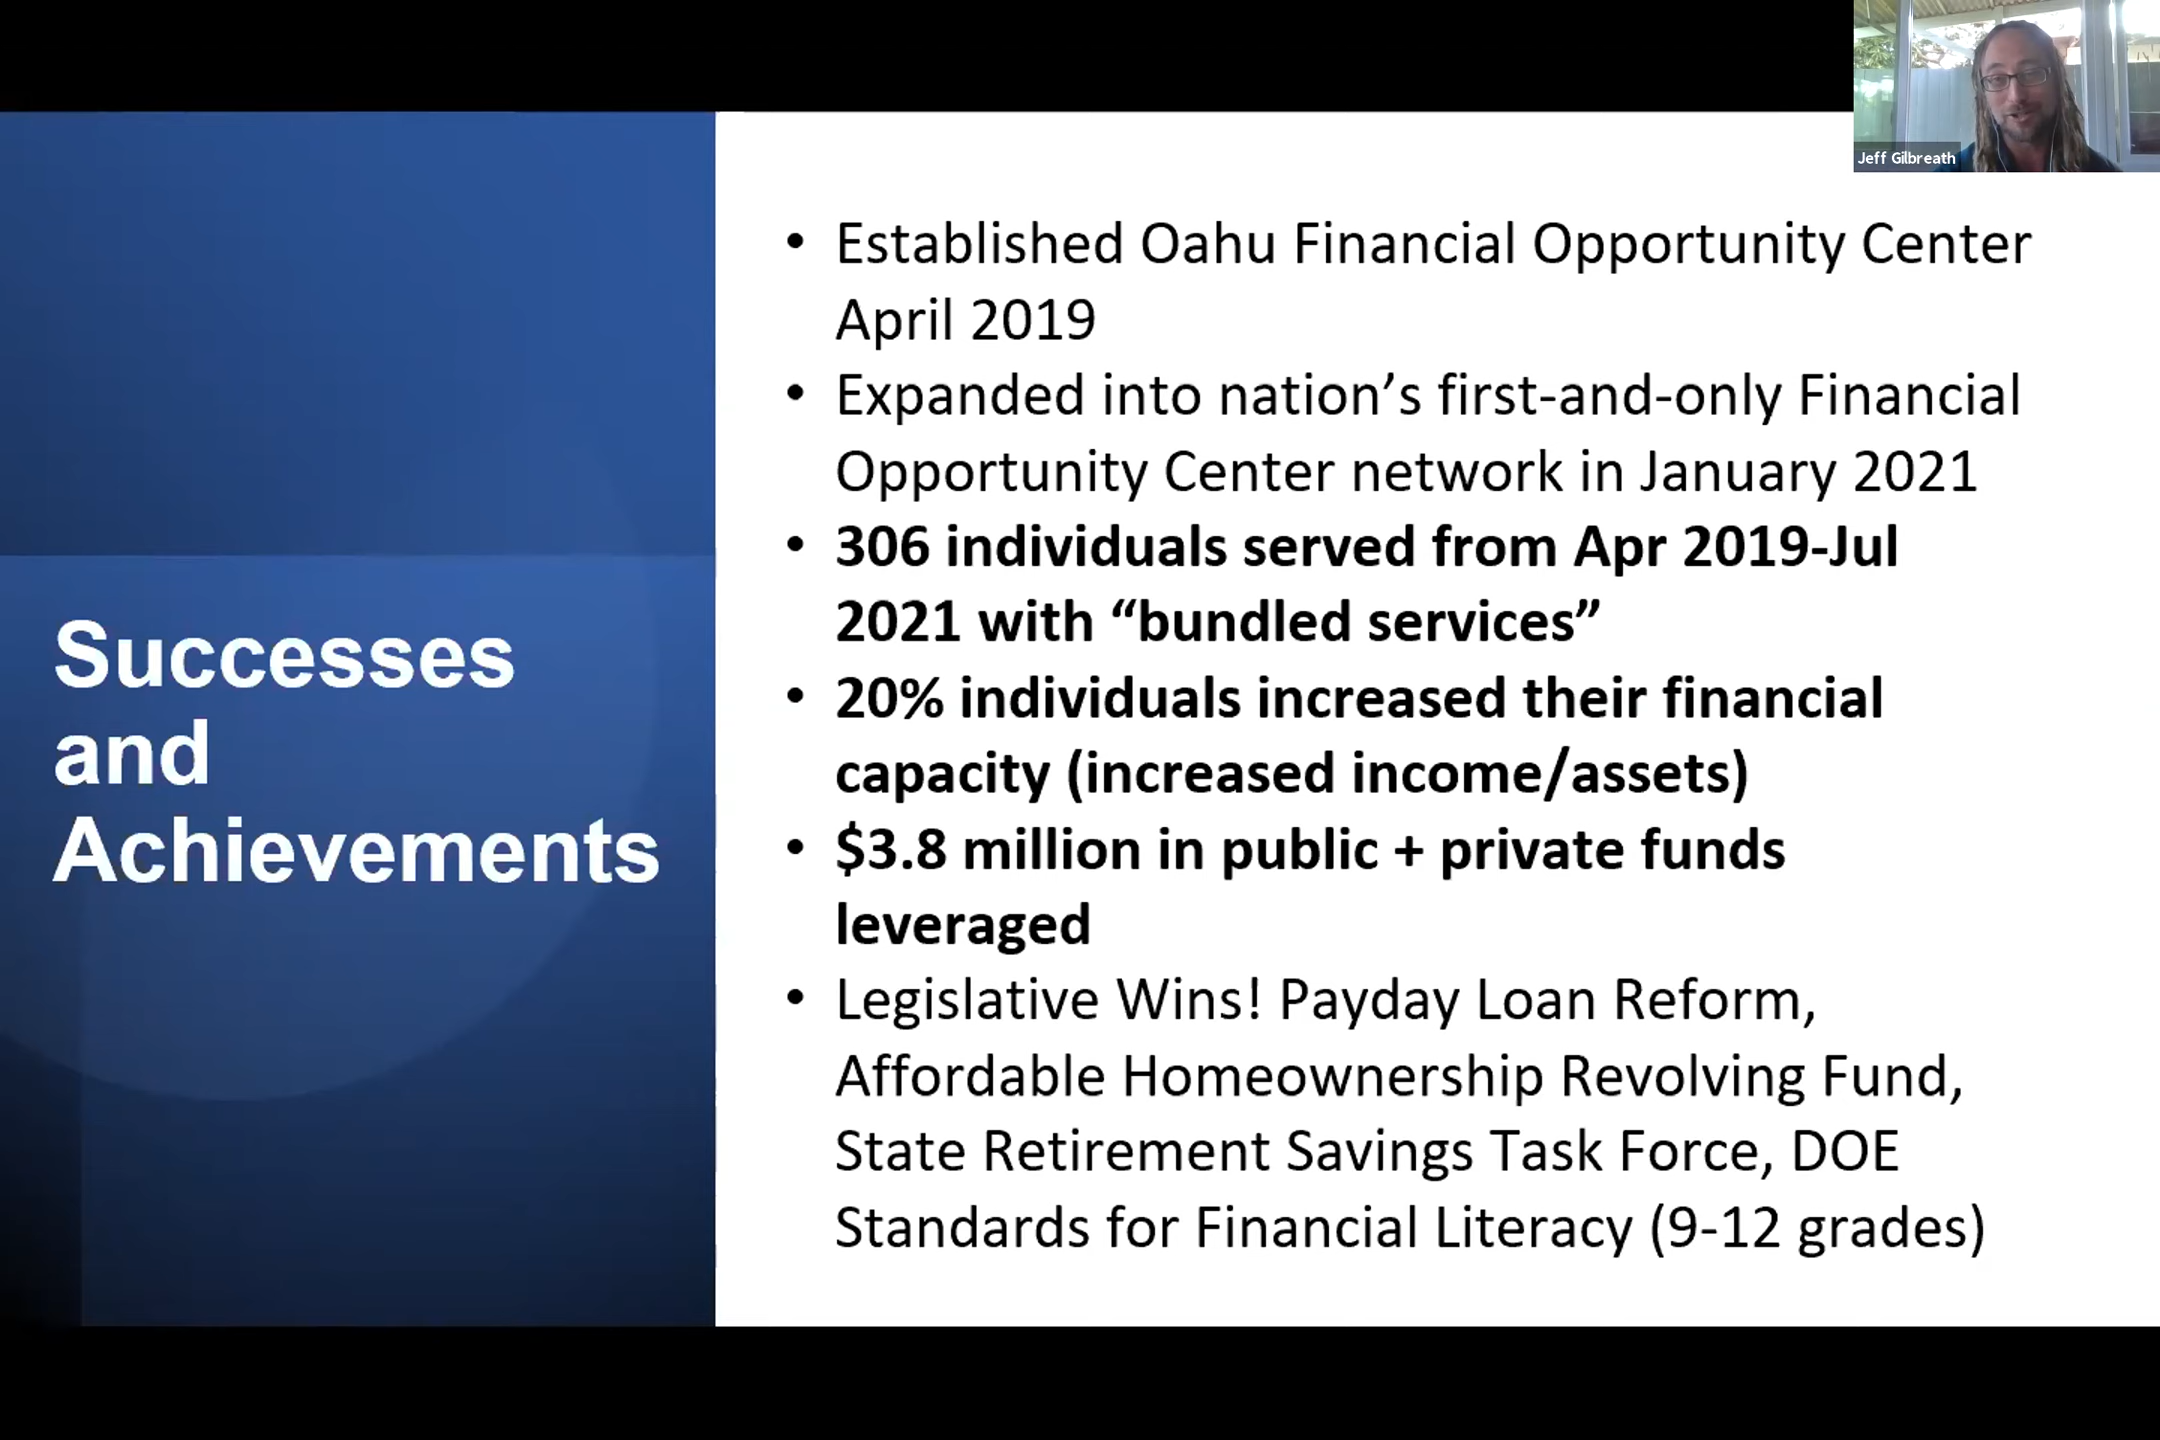 Jeff Gilbreath
Successes
and
Achievements
• Established Oahu Financial Opportunity Center
April 2019
• Expanded into nation’s first-and-only Financial
Opportunity Center network in January 2021
• 306 individuals served from Apr 2019-Jul
2021 with “bundled services”
• 20% individuals increased their financial
capacity (increased income/assets)
• $3.8 million in public + private funds
leveraged
• Legislative Wins! Payday Loan Reform,
Affordable Homeownership Revolving Fund,
State Retirement Savings Task Force, DOE
Standards for Financial Literacy (9-12 grades)